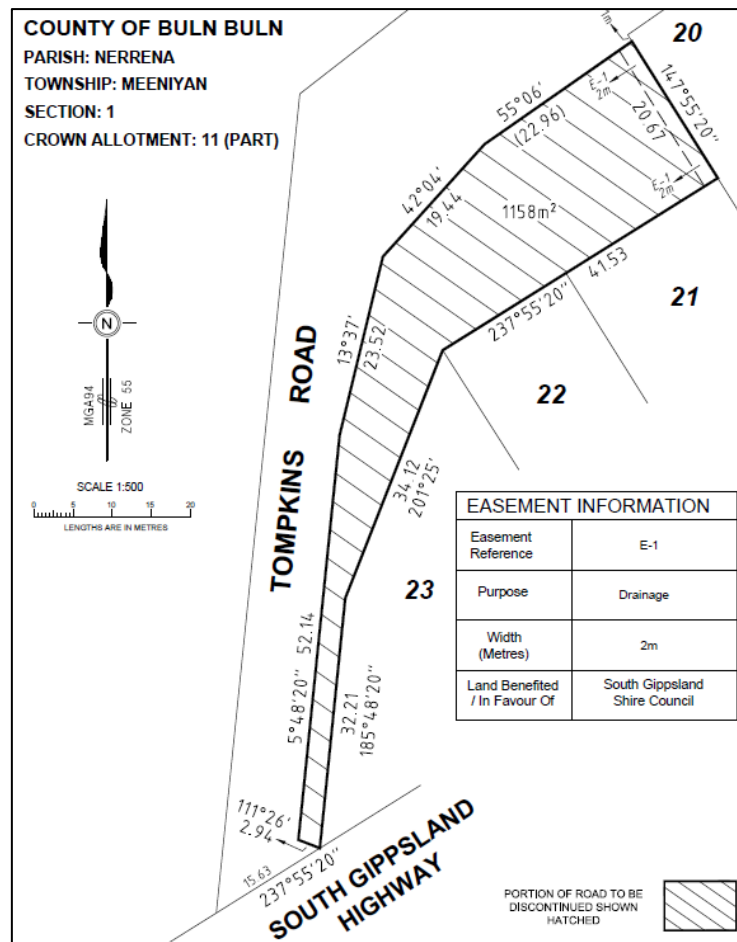 COUNTY OF BULN BULN
PARISH: NERRENA
TOWNSHIP: MEENIYAN
SECTION: 1
CROWN ALLOTMENT: 11 (PART)
N
MGA94
ZONE 55
SCALE 1:500
0 5 10 15 20
LENGTHS ARE IN METRES
1m
20
E-1
2m
147°55'20"
20.67
E-1
2m
55°06'
(22.96)
42°04'
19.44
1158m²
41.53
237°55'20"
21
13°37'
23.52
22
TOMPKINS ROAD
34.12
201°25'
23
52.14
5°48'20"
32.21
185°48'20"
111°26'
2.94
15.63
237°55'20"
SOUTH GIPPSLAND
HIGHWAY
EASEMENT INFORMATION
Easement
Reference
E-1
Purpose
Drainage
Width
(Metres)
2m
Land Benefited
/ In Favour Of
South Gippsland
Shire Council
PORTION OF ROAD TO BE
DISCONTINUED SHOWN
HATCHED